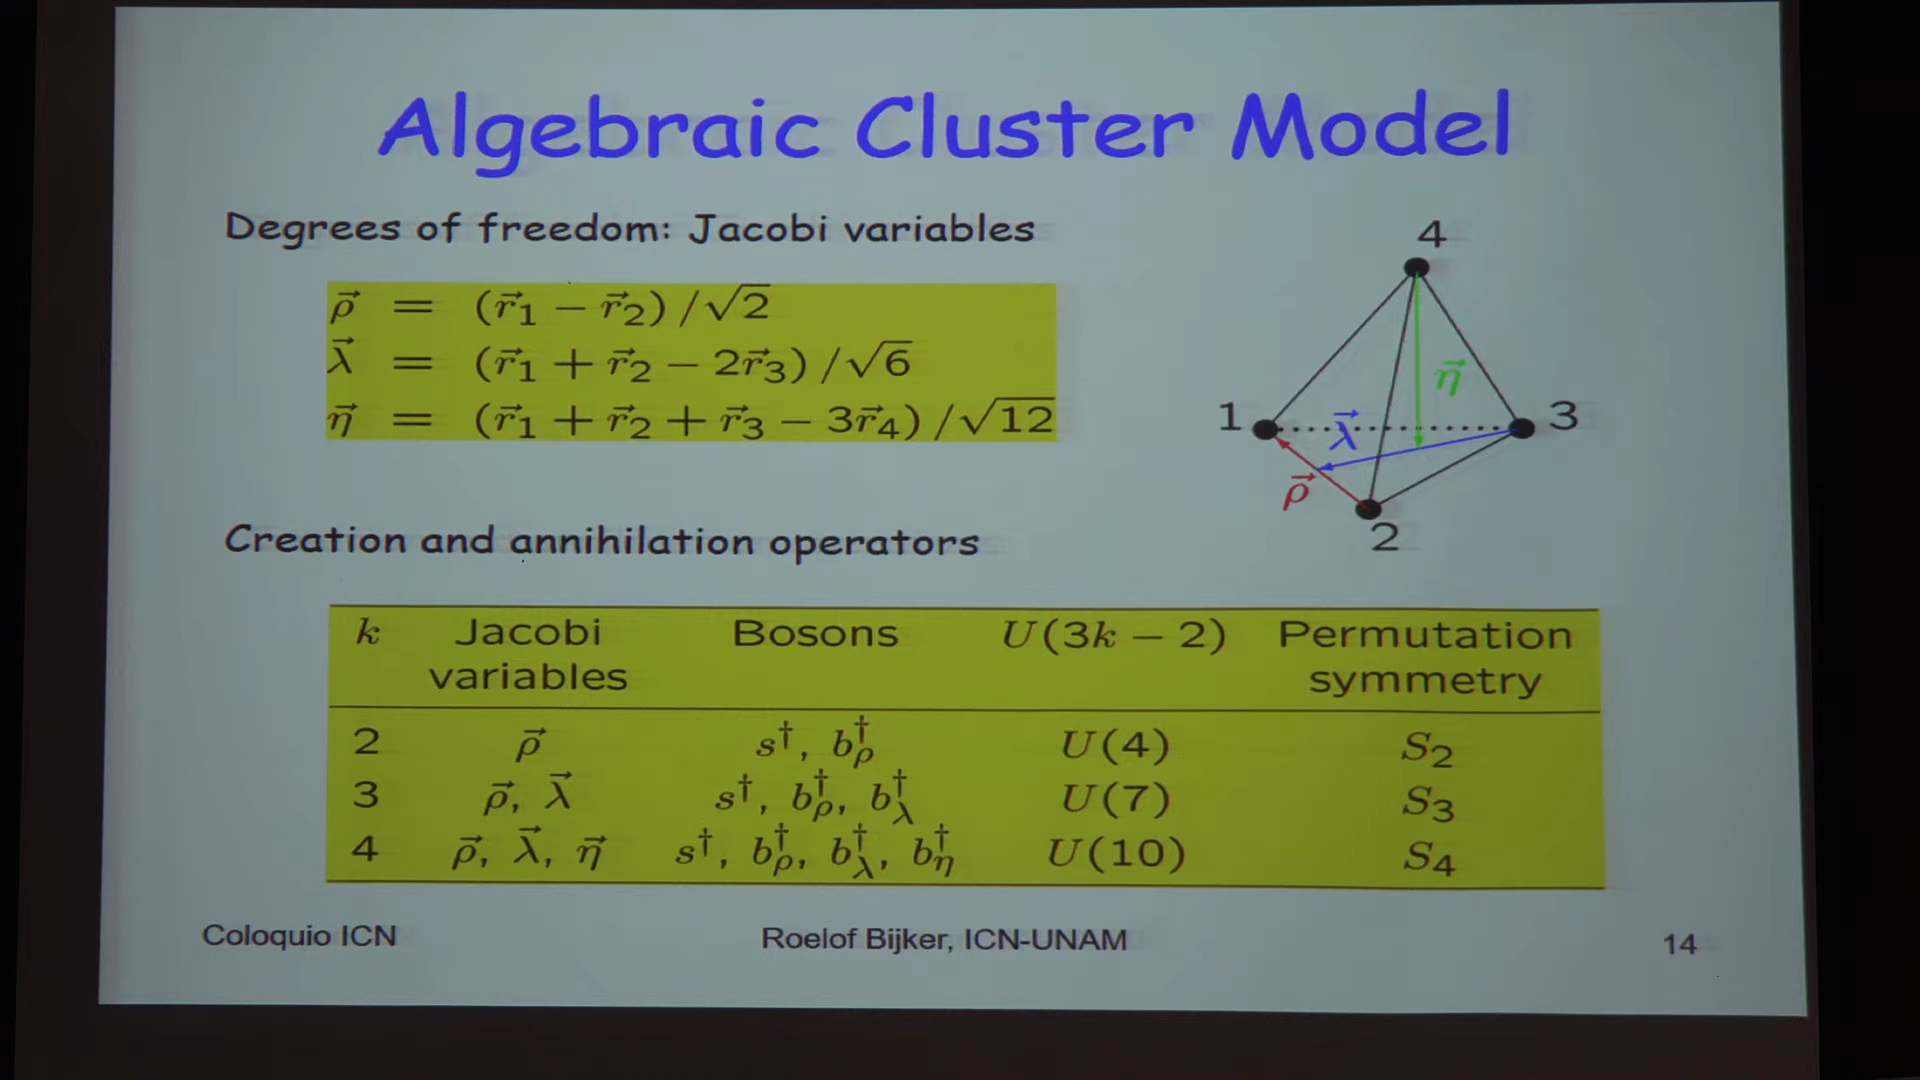 Algebraic Cluster Model
Degrees of freedom: Jacobi variables
ρ⃗ = (r⃗₁ − r⃗₂) /√2
λ⃗ = (r⃗₁ + r⃗₂ − 2r⃗₃) /√6
η⃗ = (r⃗₁ + r⃗₂ + r⃗₃ − 3r⃗₄) /√12
4
η⃗
1
λ⃗
3
ρ⃗
2
Creation and annihilation operators
k Jacobi Bosons U(3k − 2) Permutation
variables symmetry
2 ρ⃗ s†, b†ρ U(4) S₂
3 ρ⃗, λ⃗ s†, b†ρ, b†λ U(7) S₃
4 ρ⃗, λ⃗, η⃗ s†, b†ρ, b†λ, b†η U(10) S₄
Coloquio ICN Roelof Bijker, ICN-UNAM 14